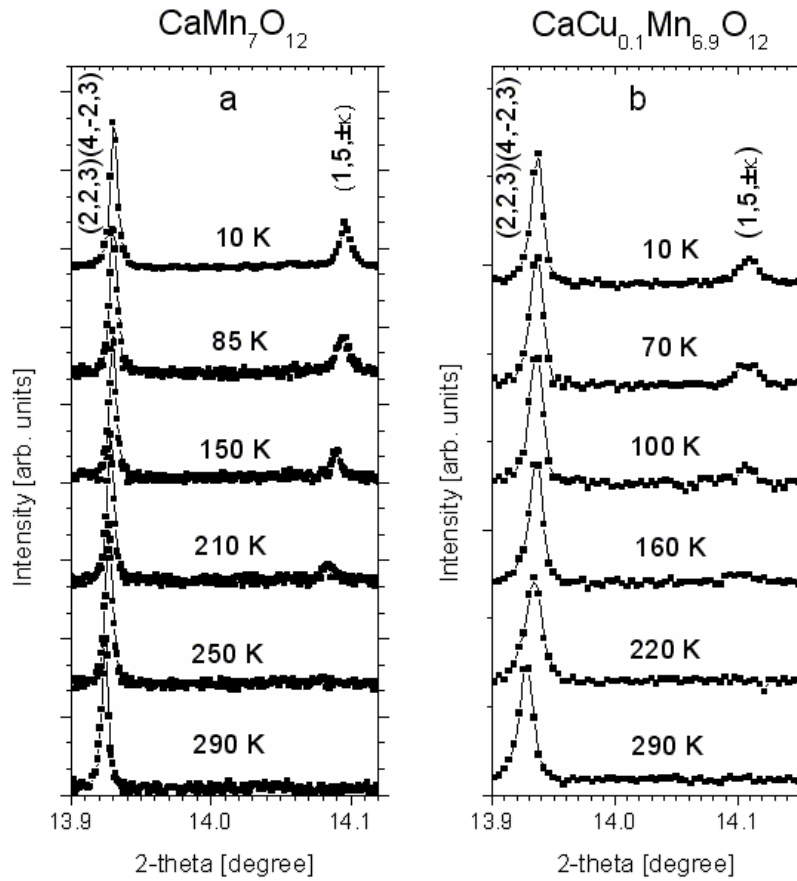 CaMn₇O₁₂
a
(2,2,3)(4,-2,3)
(1,5,±κ)
10 K
85 K
150 K
210 K
250 K
290 K
Intensity [arb. units]
13.9 14.0 14.1
2-theta [degree]
CaCu₀.₁Mn₆.₉O₁₂
b
(2,2,3)(4,-2,3)
(1,5,±κ)
10 K
70 K
100 K
160 K
220 K
290 K
Intensity [arb. units]
13.9 14.0 14.1
2-theta [degree]